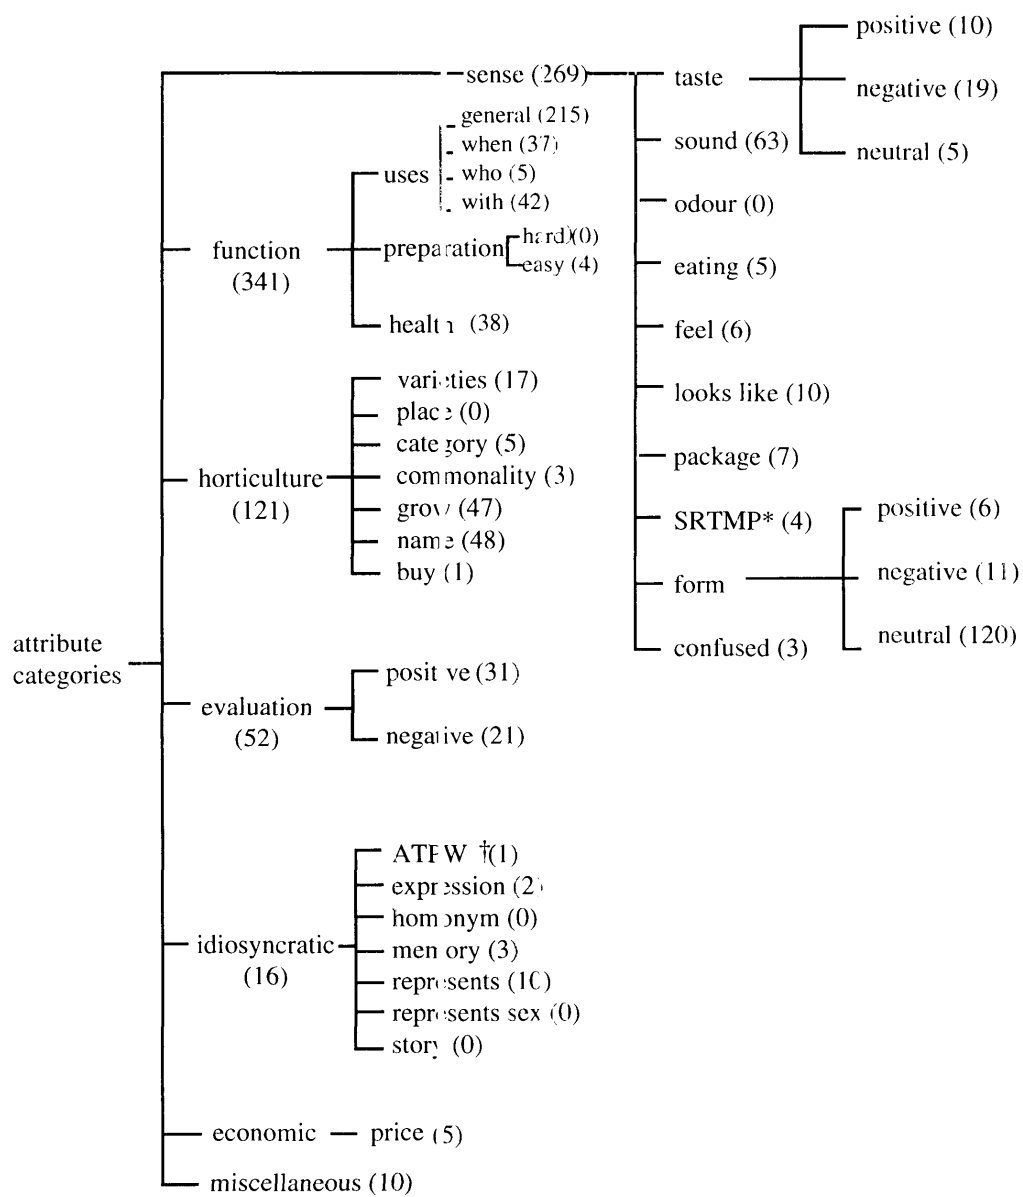 attribute
categories
sense (269)
taste
positive (10)
negative (19)
neutral (5)
sound (63)
odour (0)
eating (5)
feel (6)
looks like (10)
package (7)
SRTMP* (4)
form
positive (6)
negative (11)
neutral (120)
confused (3)
function
(341)
uses
general (215)
when (37)
who (5)
with (42)
preparation
hard (0)
easy (4)
health (38)
horticulture
(121)
varieties (17)
place (0)
category (5)
commonality (3)
grow (47)
name (48)
buy (1)
evaluation
(52)
positive (31)
negative (21)
idiosyncratic
(16)
†(1)
expression (2)
homonym (0)
memory (3)
represents (10)
represents sex (0)
story (0)
economic
price (5)
miscellaneous (10)